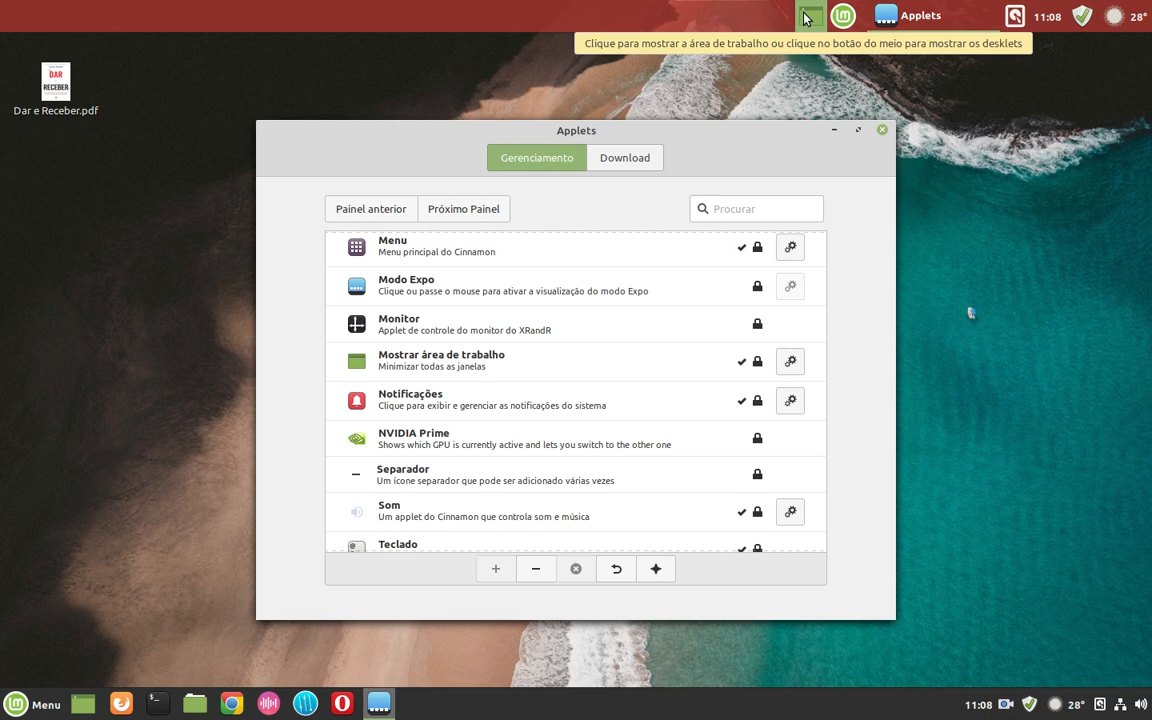 Applets
11:08
28°
Clique para mostrar a área de trabalho ou clique no botão do meio para mostrar os desklets
DAR
RECEBER
Dar e Receber.pdf
Applets
Gerenciamento
Download
Painel anterior
Próximo Painel
Procurar
Menu
Menu principal do Cinnamon
Modo Expo
Clique ou passe o mouse para ativar a visualização do modo Expo
Monitor
Applet de controle do monitor do XRandR
Mostrar área de trabalho
Minimizar todas as janelas
Notificações
Clique para exibir e gerenciar as notificações do sistema
NVIDIA Prime
Shows which GPU is currently active and lets you switch to the other one
Separador
Um ícone separador que pode ser adicionado várias vezes
Som
Um applet do Cinnamon que controla som e música
Teclado
Menu
11:08
28°